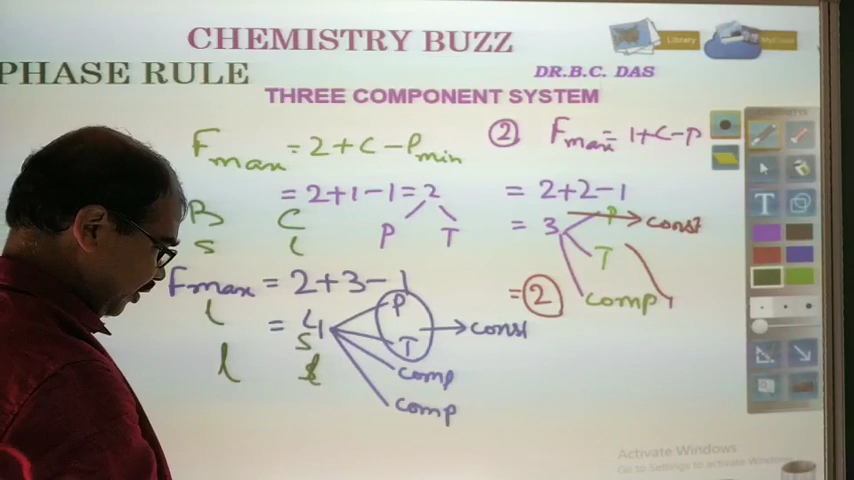 CHEMISTRY BUZZ
Library
MyCloud
PHASE RULE
DR.B.C. DAS
THREE COMPONENT SYSTEM
Fmax = 2 + C - Pmin
= 2 + 1 - 1 = 2
P T
B C
S L
Fmax = 2 + 3 - 1
= 4
P
T
const
comp
comp
L S
② Fmax = 1 + C - P
= 2 + 2 - 1
= 3
P const
T
comp
= 2
Activate Windows
Go to Settings to activate Windows.